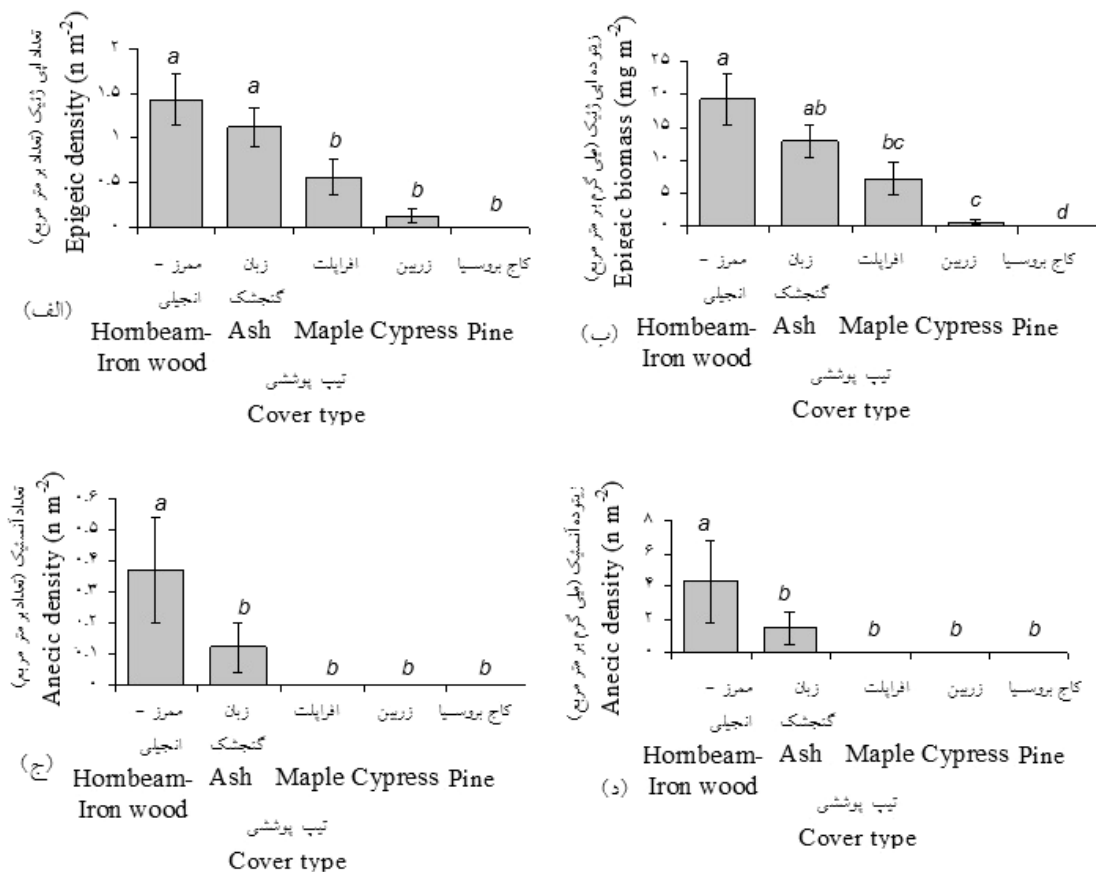 تعداد اپی ژئیک (تعداد بر متر مربع)
Epigeic density (n m-2)
۲
۱.۵
۱
۰.۵
۰
a
a
b
b
b
ممرز – انجیلی
زبان گنجشک
افراپلت
زربین
کاج بروسیا
(الف)
Hornbeam-
Iron wood
Ash
Maple
Cypress
Pine
تیپ پوششی
Cover type
زیتوده اپی ژئیک (میلی گرم بر متر مربع)
Epigeic biomass (mg m-2)
۲۵
۲۰
۱۵
۱۰
۵
۰
a
ab
bc
c
d
ممرز – انجیلی
زبان گنجشک
افراپلت
زربین
کاج بروسیا
(ب)
Hornbeam-
Iron wood
Ash
Maple
Cypress
Pine
تیپ پوششی
Cover type
تعداد آنسئیک (تعداد بر متر مربع)
Anecic density (n m-2)
۰.۶
۰.۵
۰.۴
۰.۳
۰.۲
۰.۱
۰
a
b
b
b
b
ممرز – انجیلی
زبان گنجشک
افراپلت
زربین
کاج بروسیا
(ج)
Hornbeam-
Iron wood
Ash
Maple
Cypress
Pine
تیپ پوششی
Cover type
زیتوده آنسئیک (میلی گرم بر متر مربع)
Anecic density (n m-2)
۸
۶
۴
۲
۰
a
b
b
b
b
ممرز – انجیلی
زبان گنجشک
افراپلت
زربین
کاج بروسیا
(د)
Hornbeam-
Iron wood
Ash
Maple
Cypress
Pine
تیپ پوششی
Cover type